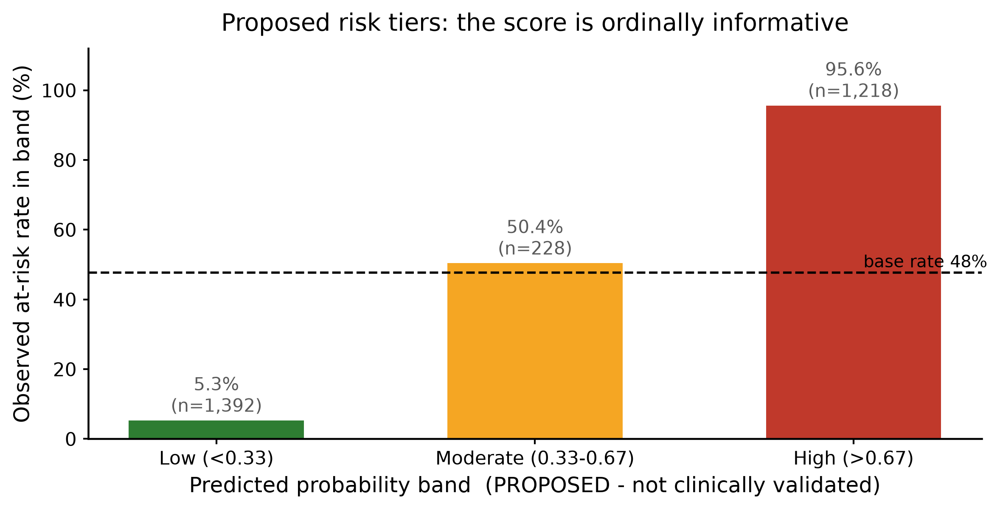 Proposed risk tiers: the score is ordinally informative
Observed at-risk rate in band (%)
100
80
60
40
20
0
5.3%
(n=1,392)
50.4%
(n=228)
95.6%
(n=1,218)
base rate 48%
Low (<0.33)
Moderate (0.33-0.67)
High (>0.67)
Predicted probability band  (PROPOSED - not clinically validated)